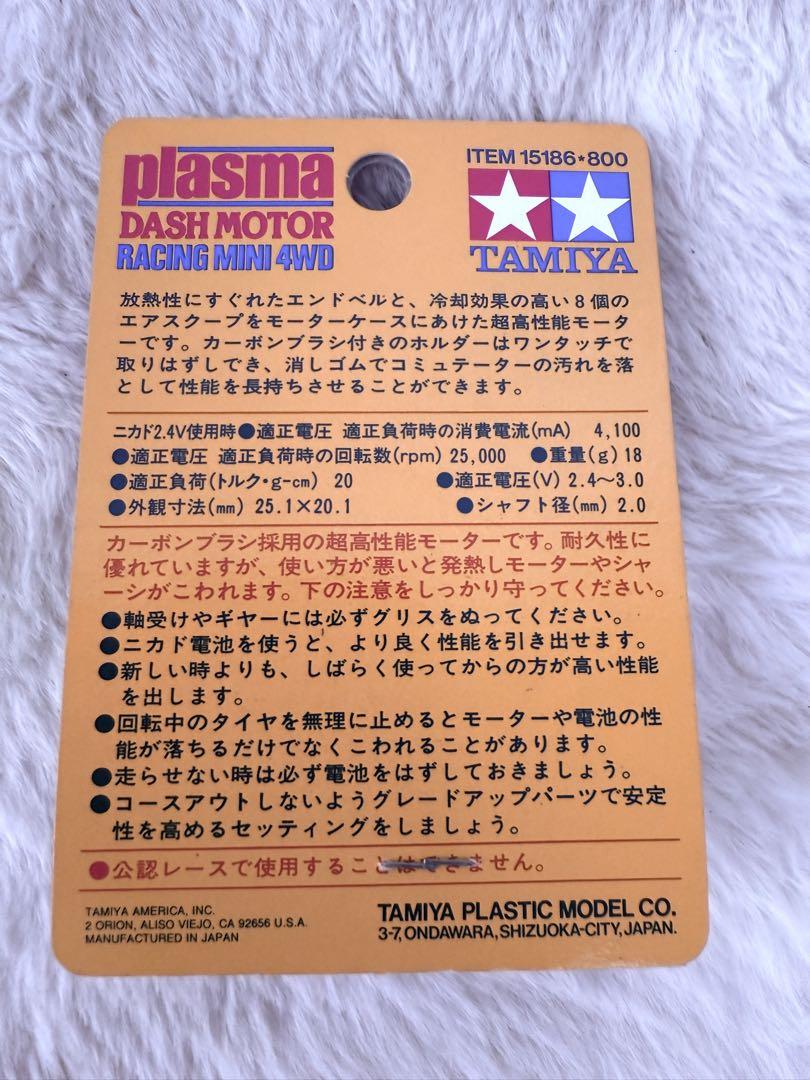 plasma
DASH MOTOR
RACING MINI 4WD
ITEM 15186*800
TAMIYA
放熱性にすぐれたエンドベルと、冷却効果の高い8個の
エアスクープをモーターケースにあけた超高性能モータ
ーです。カーボンブラシ付きのホルダーはワンタッチで
取りはずしでき、消しゴムでコミュテーターの汚れを落
として性能を長持ちさせることができます。
ニカド2.4V使用時●適正電圧 適正負荷時の消費電流(mA) 4,100
●適正電圧 適正負荷時の回転数(rpm) 25,000 ●重量(g) 18
●適正負荷(トルク・g-cm) 20 ●適正電圧(V) 2.4〜3.0
●外観寸法(mm) 25.1×20.1 ●シャフト径(mm) 2.0
カーボンブラシ採用の超高性能モーターです。耐久性に
優れていますが、使い方が悪いと発熱しモーターやシャ
ーシがこわれます。下の注意をしっかり守ってください。
●軸受けやギヤーには必ずグリスをぬってください。
●ニカド電池を使うと、より良く性能を引き出せます。
●新しい時よりも、しばらく使ってからの方が高い性能
を出します。
●回転中のタイヤを無理に止めるとモーターや電池の性
能が落ちるだけでなくこわれることがあります。
●走らせない時は必ず電池をはずしておきましょう。
●コースアウトしないようグレードアップパーツで安定
性を高めるセッティングをしましょう。
●公認レースで使用することはできません。
TAMIYA AMERICA, INC.
2 ORION, ALISO VIEJO, CA 92656 U.S.A.
MANUFACTURED IN JAPAN
TAMIYA PLASTIC MODEL CO.
3-7, ONDAWARA, SHIZUOKA-CITY, JAPAN.